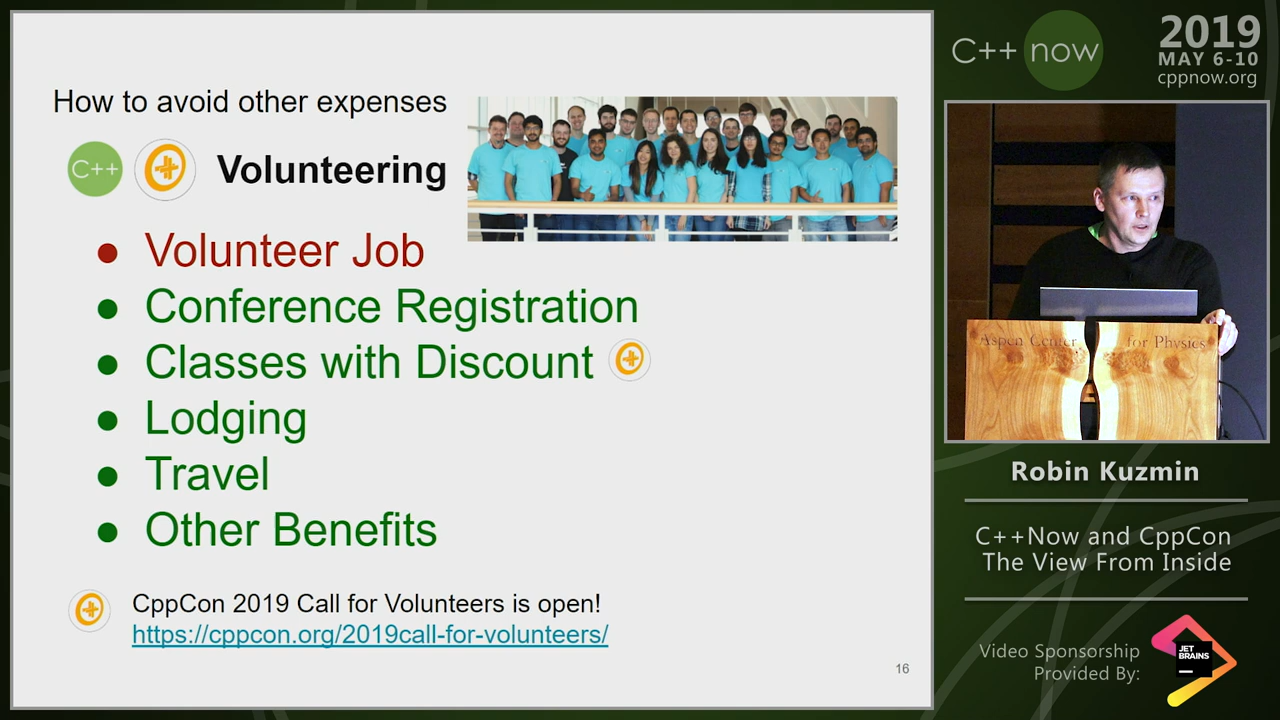 How to avoid other expenses
C++
Volunteering
Volunteer Job
Conference Registration
Classes with Discount
Lodging
Travel
Other Benefits
CppCon 2019 Call for Volunteers is open!
https://cppcon.org/2019call-for-volunteers/
16
C++ now
2019
MAY 6-10
cppnow.org
Aspen Center for Physics
Robin Kuzmin
C++Now and CppCon
The View From Inside
Video Sponsorship
Provided By:
JET
BRAINS